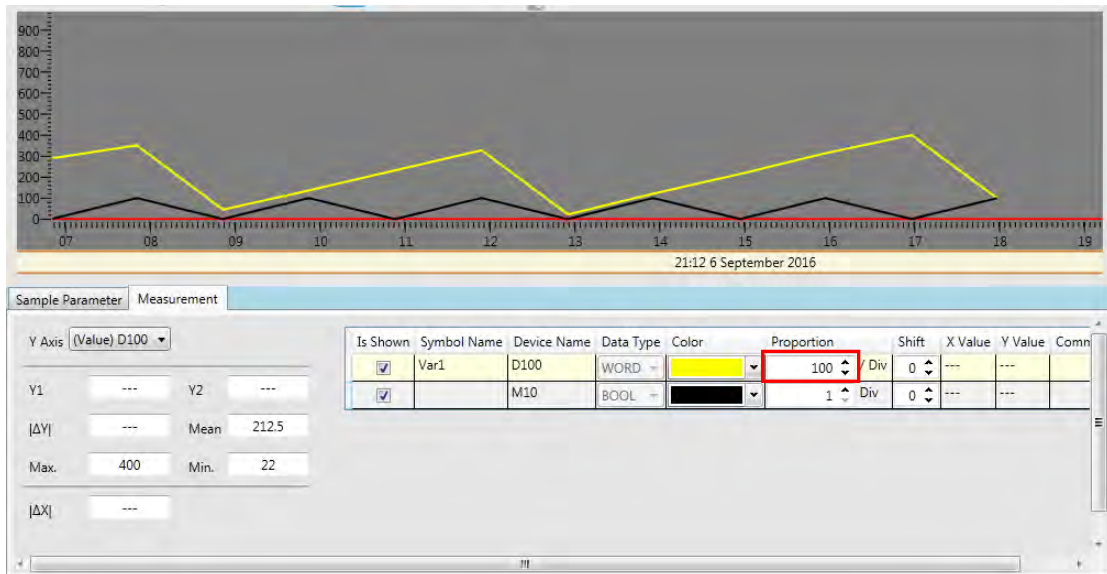 900
800
700
600
500
400
300
200
100
0
07 08 09 10 11 12 13 14 15 16 17 18 19
21:12 6 September 2016
Sample Parameter Measurement
Y Axis (Value) D100
Y1 --- Y2 ---
|ΔY| --- Mean 212.5
Max. 400 Min. 22
|ΔX| ---
Is Shown Symbol Name Device Name Data Type Color Proportion Shift X Value Y Value Comm
Var1 D100 WORD 100 / Div 0 --- ---
M10 BOOL 1 Div 0 --- ---